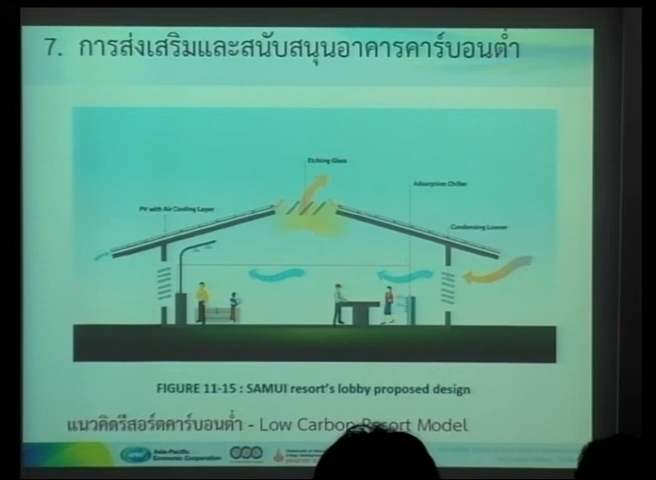 7. การส่งเสริมและสนับสนุนอาคารคาร์บอนต่ำ
Etching Glass
Adsorption Chiller
PV with Air Cooling Layer
Condensing Louver
FIGURE 11-15 : SAMUI resort's lobby proposed design
แนวคิดรีสอร์ตคาร์บอนต่ำ - Low Carbon Resort Model
Asia-Pacific
Economic Cooperation